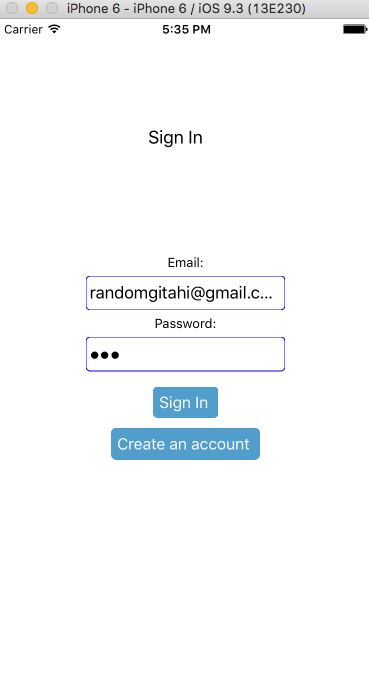 iPhone 6 - iPhone 6 / iOS 9.3 (13E230)
Carrier 5:35 PM
Sign In
Email:
randomgitahi@gmail.c...
Password:
●●●
Sign In
Create an account